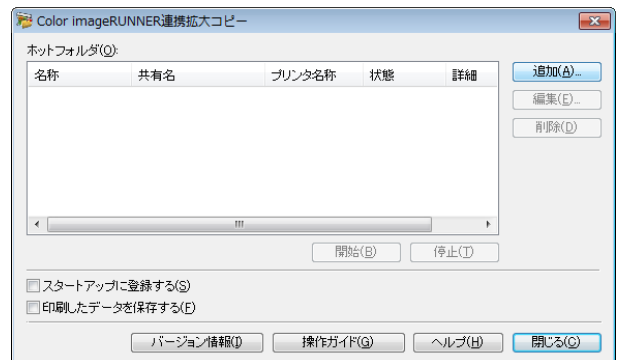 Color imageRUNNER連携拡大コピー
ホットフォルダ(O):
名称 共有名 プリンタ名称 状態 詳細
追加(A)...
編集(E)...
削除(D)
開始(B) 停止(T)
スタートアップに登録する(S)
印刷したデータを保存する(F)
バージョン情報(I) 操作ガイド(G) ヘルプ(H) 閉じる(C)